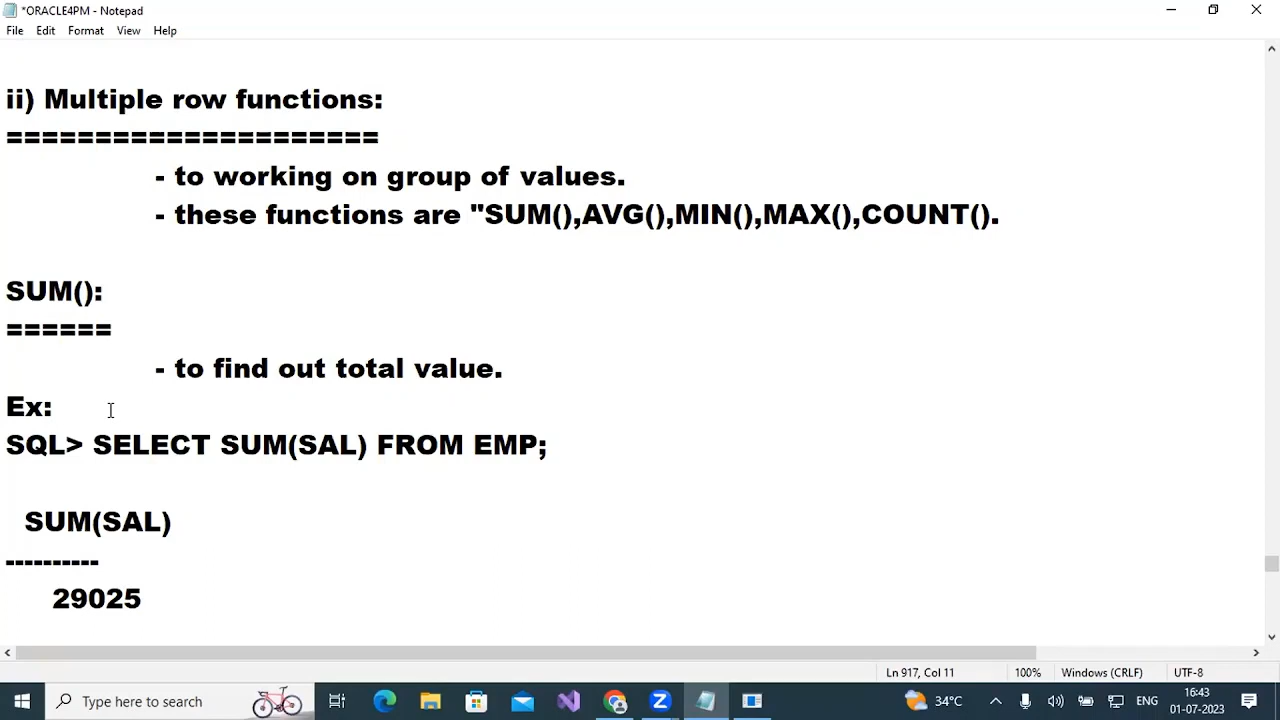 *ORACLE4PM - Notepad
File Edit Format View Help
ii) Multiple row functions:
=====================
- to working on group of values.
- these functions are "SUM(),AVG(),MIN(),MAX(),COUNT().
SUM():
======
- to find out total value.
Ex:
SQL> SELECT SUM(SAL) FROM EMP;
SUM(SAL)
----------
29025
Ln 917, Col 11 100% Windows (CRLF) UTF-8
Type here to search 34°C ENG 16:43
01-07-2023